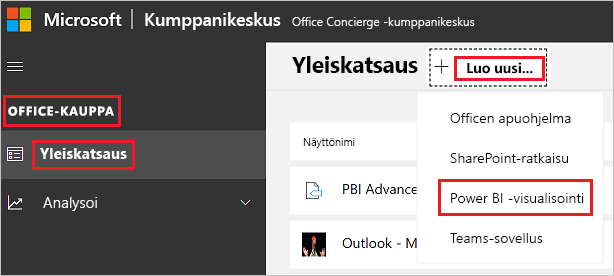 Microsoft Kumppanikeskus Office Concierge -kumppanikeskus
OFFICE-KAUPPA
Yleiskatsaus
Analysoi
Yleiskatsaus + Luo uusi...
Officen apuohjelma
SharePoint-ratkaisu
Power BI -visualisointi
Teams-sovellus
Näyttönimi
PBI Advance
Outlook - M